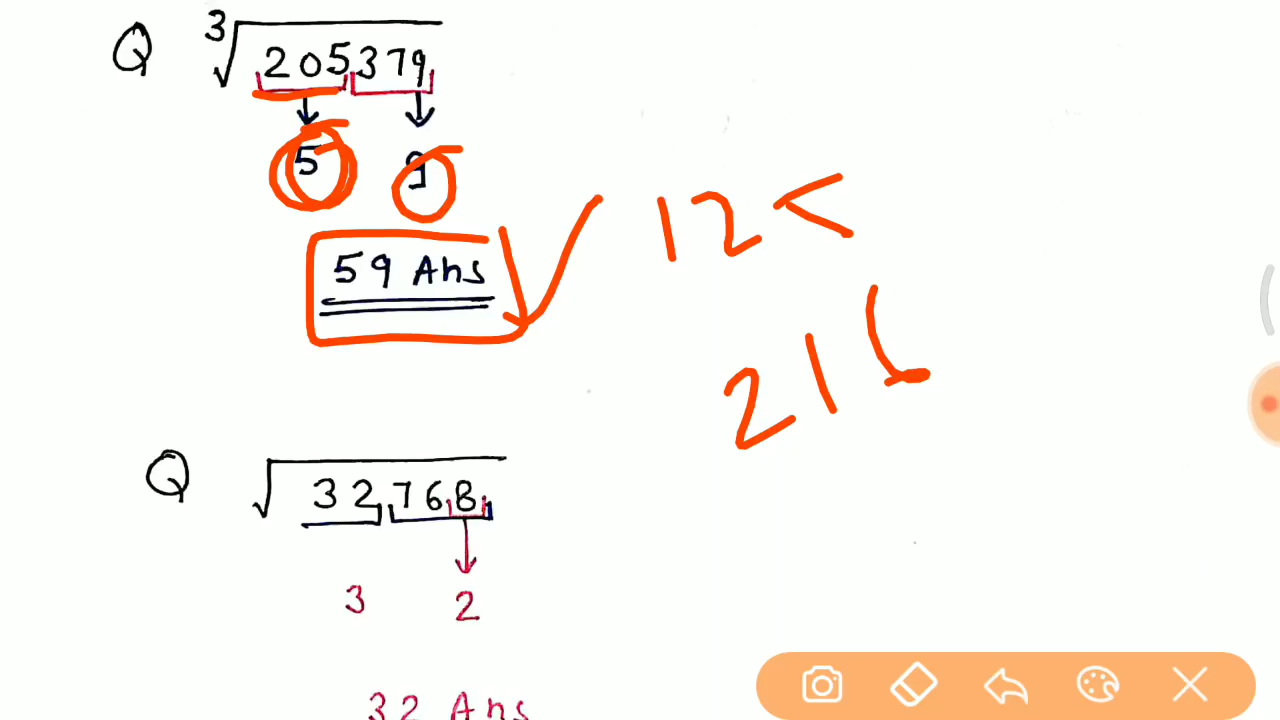 Q ∛205379
5 9
59 Ans
12<
21
Q √32768
3 2
32 Ans